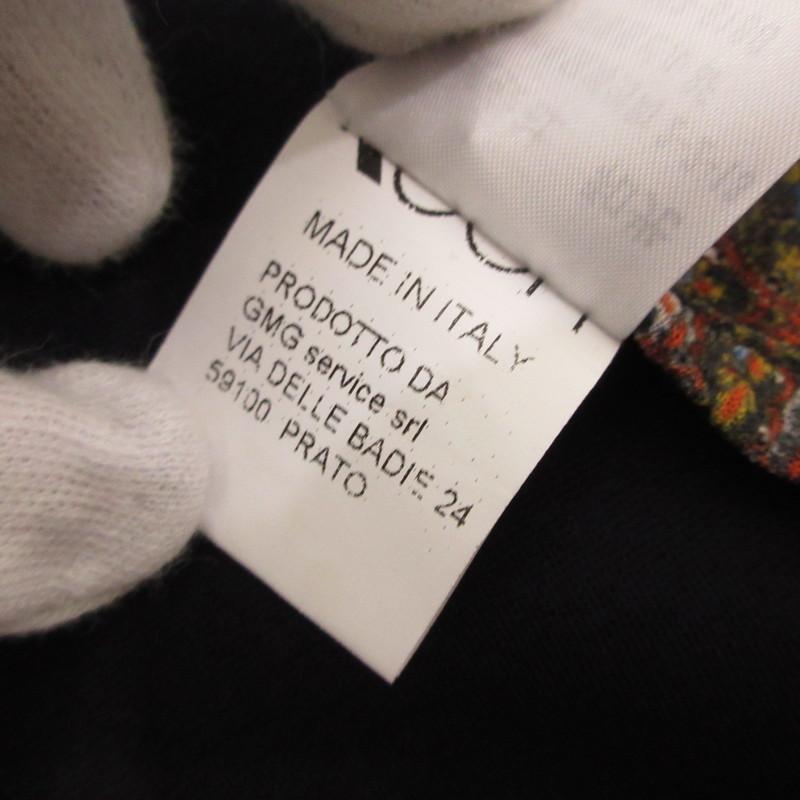 MADE IN ITALY
PRODOTTO DA
GMG service srl
VIA DELLE BADIE 24
59100 PRATO